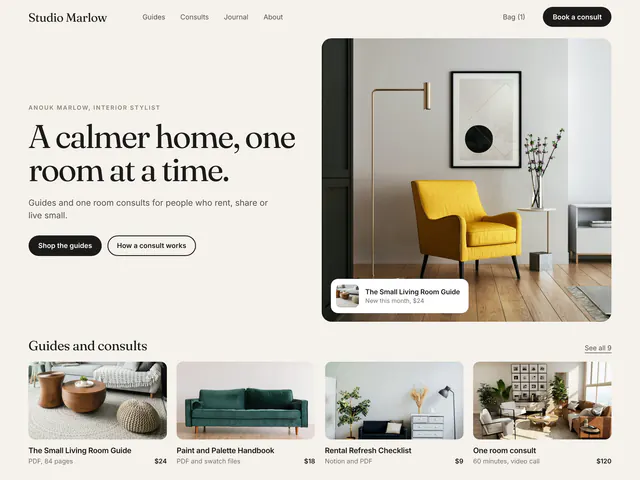 Studio Marlow
Guides
Consults
Journal
About
Bag (1)
Book a consult
ANOUK MARLOW, INTERIOR STYLIST
A calmer home, one
room at a time.
Guides and one room consults for people who rent, share or
live small.
Shop the guides
How a consult works
The Small Living Room Guide
New this month, $24
Guides and consults
See all 9
The Small Living Room Guide
PDF, 64 pages
$24
Paint and Palette Handbook
PDF and swatch files
$18
Rental Refresh Checklist
Notion and PDF
$9
One room consult
60 minutes, video call
$120